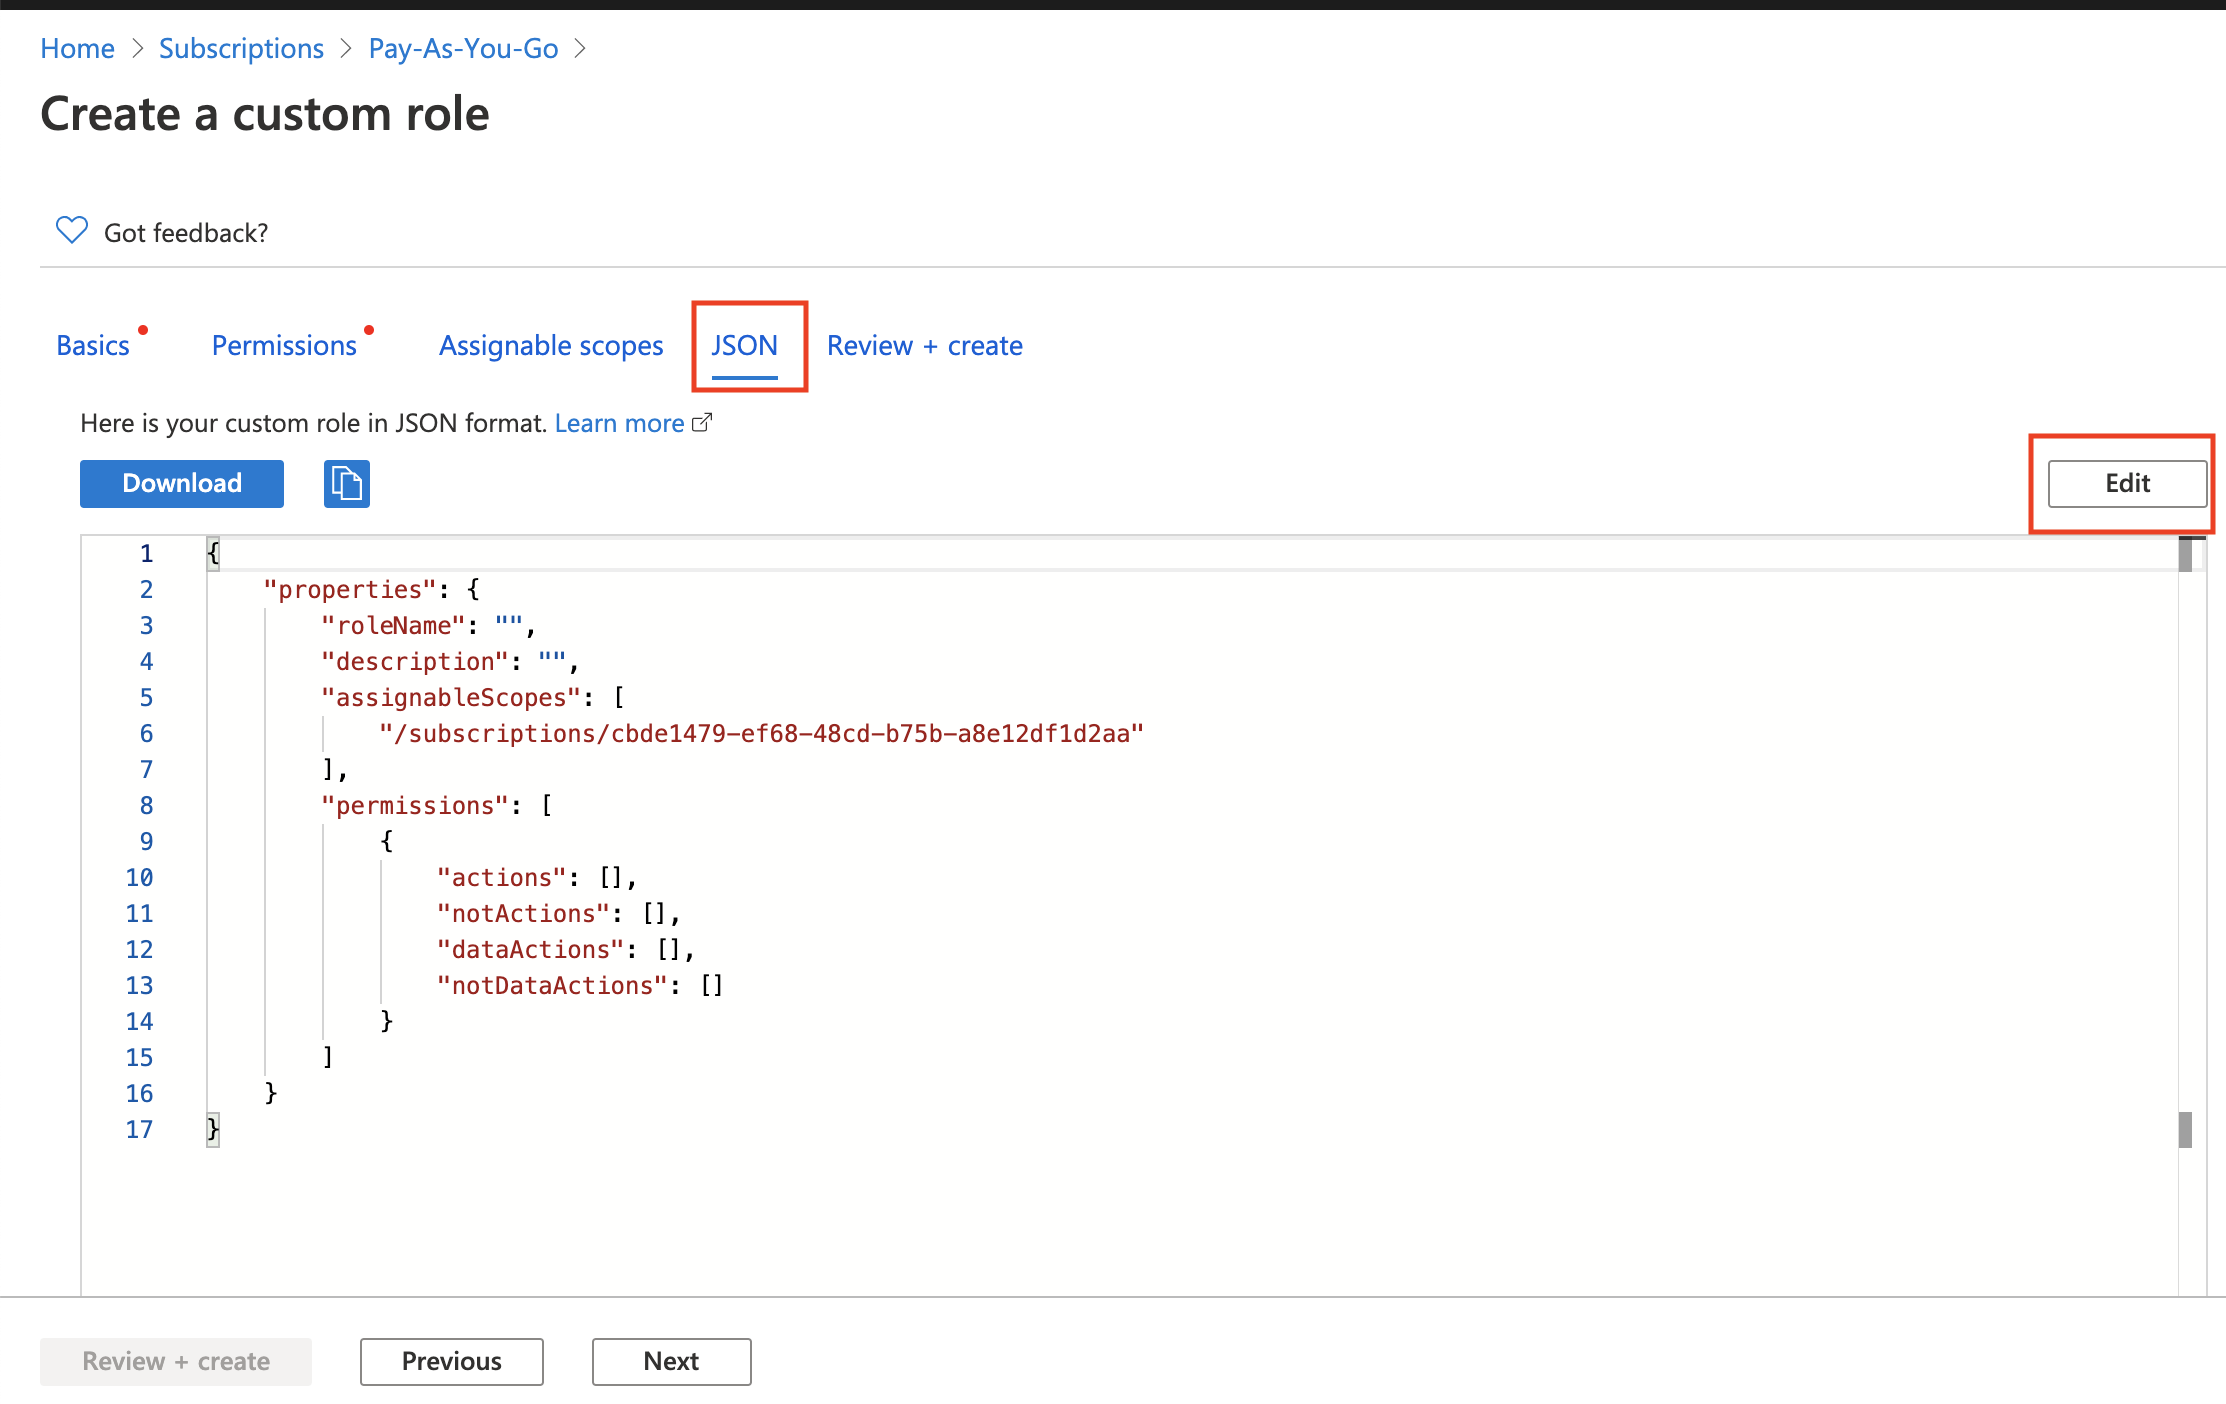 Home > Subscriptions > Pay-As-You-Go >
Create a custom role
Got feedback?
Basics Permissions Assignable scopes JSON Review + create
Here is your custom role in JSON format. Learn more
Download Edit
1 {
2 "properties": {
3 "roleName": "",
4 "description": "",
5 "assignableScopes": [
6 "/subscriptions/cbde1479-ef68-48cd-b75b-a8e12df1d2aa"
7 ],
8 "permissions": [
9 {
10 "actions": [],
11 "notActions": [],
12 "dataActions": [],
13 "notDataActions": []
14 }
15 ]
16 }
17 }
Review + create Previous Next